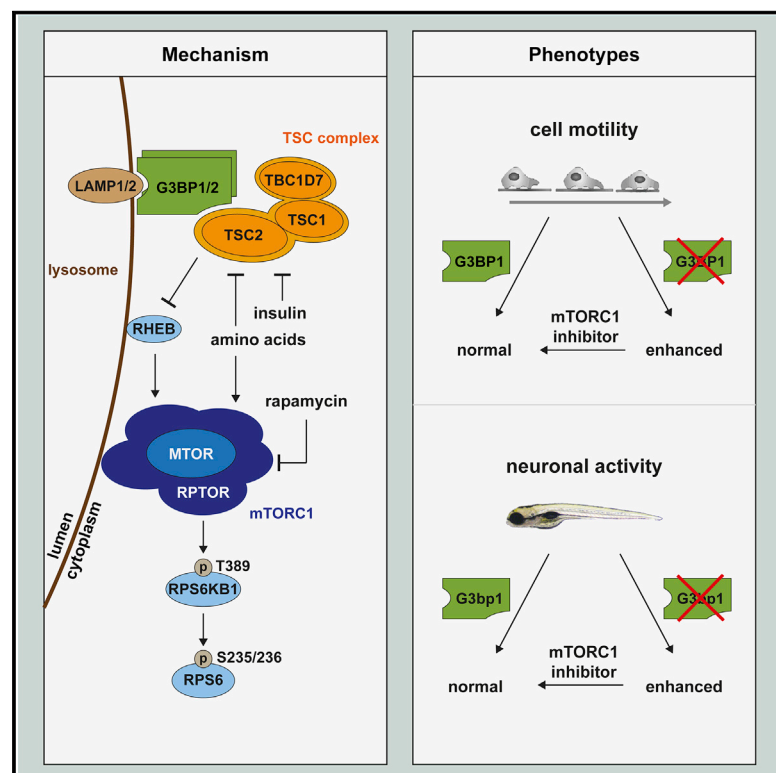 Mechanism
TSC complex
TBC1D7
LAMP1/2
G3BP1/2
TSC1
TSC2
lysosome
insulin
RHEB
amino acids
rapamycin
MTOR
RPTOR
mTORC1
lumen
cytoplasm
p T389
RPS6KB1
p S235/236
RPS6
Phenotypes
cell motility
G3BP1
G3BP1
mTORC1
inhibitor
normal
enhanced
neuronal activity
G3bp1
G3bp1
mTORC1
inhibitor
normal
enhanced